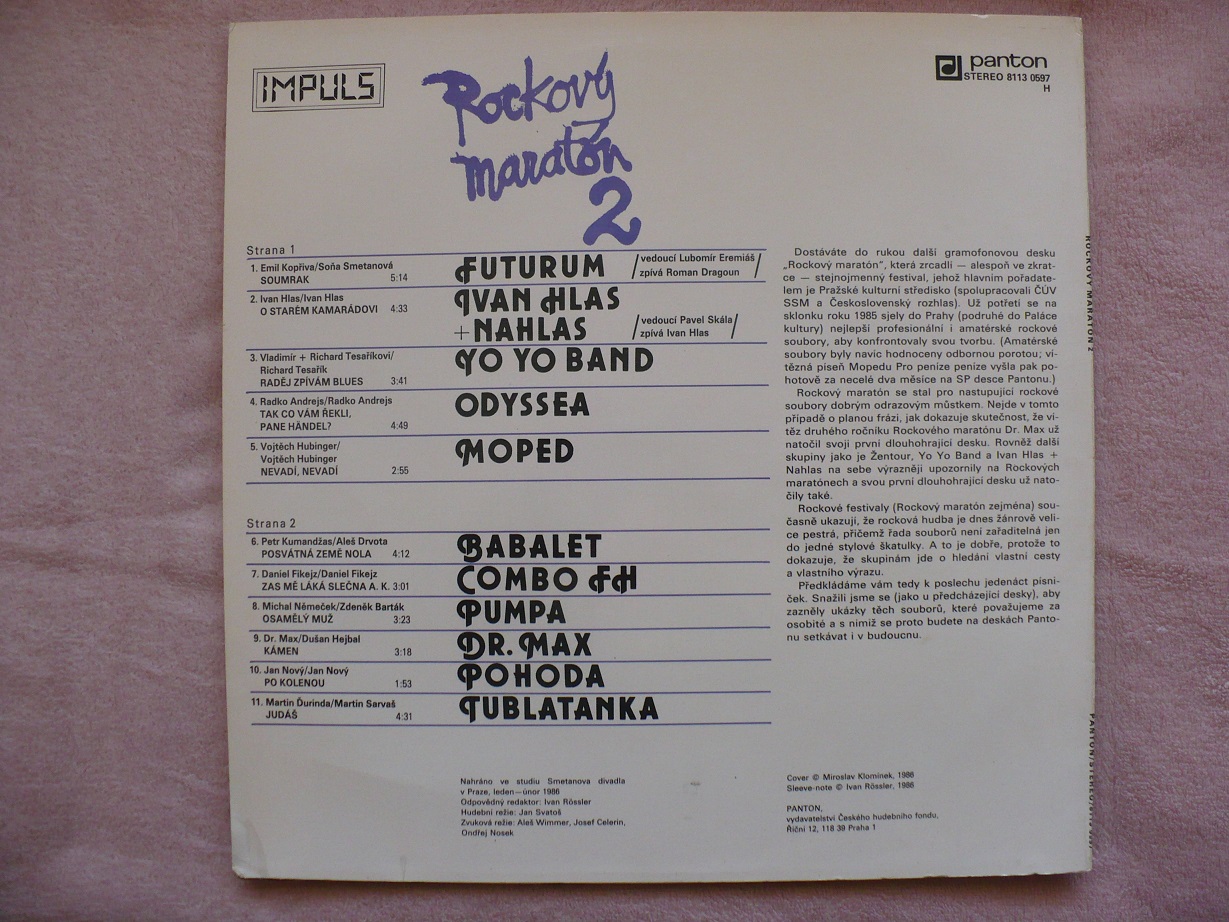 IMPULS
Rockový
maratón
2
panton
STEREO 8113 0597
H
Strana 1
1. Emil Kopřiva/Soňa Smetanová
SOUMRAK 5:14
FUTURUM
/vedoucí Lubomír Eremiáš/
/zpívá Roman Dragoun/
2. Ivan Hlas/Ivan Hlas
O STARÉM KAMARÁDOVI 4:33
IVAN HLAS
+NAHLAS
/vedoucí Pavel Skála/
/zpívá Ivan Hlas/
3. Vladimír + Richard Tesaříkovi/
Richard Tesařík
RADĚJ ZPÍVÁM BLUES 3:41
YO YO BAND
4. Radko Andrejs/Radko Andrejs
TAK CO VÁM ŘEKLI,
PANE HÄNDEL? 4:49
ODYSSEA
5. Vojtěch Hubinger/
Vojtěch Hubinger
NEVADÍ, NEVADÍ 2:55
MOPED
Strana 2
6. Petr Kumandžas/Aleš Drvota
POSVÁTNÁ ZEMĚ NOLA 4:12
BABALET
7. Daniel Fikejz/Daniel Fikejz
ZAS MĚ LÁKÁ SLEČNA A. K. 3:01
COMBO FH
8. Michal Němeček/Zdeněk Barták
OSAMĚLÝ MUŽ 3:23
PUMPA
9. Dr. Max/Dušan Hejbal
KÁMEN 3:18
DR. MAX
10. Jan Nový/Jan Nový
PO KOLENOU 1:53
POHODA
11. Martin Ďurinda/Martin Sarvaš
JUDÁŠ 4:31
TUBLATANKA
Dostáváte do rukou další gramofonovou desku
„Rockový maratón“, která zrcadlí — alespoň ve zkrat-
ce — stejnojmenný festival, jehož hlavním pořadate-
lem je Pražské kulturní středisko (spolupracovali ČÚV
SSM a Československý rozhlas). Už potřetí se na
sklonku roku 1985 sjely do Prahy (podruhé do Paláce
kultury) nejlepší profesionální i amatérské rockové
soubory, aby konfrontovaly svou tvorbu. (Amatérské
soubory byly navíc hodnoceny odbornou porotou; ví-
tězná píseň Mopedu Pro peníze peníze vyšla pak po-
hotově za necelé dva měsíce na SP desce Pantonu.)
Rockový maratón se stal pro nastupující rockové
soubory dobrým odrazovým můstkem. Nejde v tomto
případě o planou frázi, jak dokazuje skutečnost, že ví-
těz druhého ročníku Rockového maratónu Dr. Max už
natočil svoji první dlouhohrající desku. Rovněž další
skupiny jako je Žentour, Yo Yo Band a Ivan Hlas +
Nahlas na sebe výrazněji upozornily na Rockových
maratónech a svou první dlouhohrající desku už nato-
čily také.
Rockové festivaly (Rockový maratón zejména) sou-
časně ukazují, že rocková hudba je dnes žánrově veli-
ce pestrá, přičemž řada souborů není zařaditelná jen
do jedné stylové škatulky. A to je dobře, protože to
dokazuje, že skupinám jde o hledání vlastní cesty
a vlastního výrazu.
Předkládáme vám tedy k poslechu jedenáct písni-
ček. Snažili jsme se (jako u předcházející desky), aby
zazněly ukázky těch souborů, které považujeme za
osobité a s nimiž se proto budete na deskách Panto-
nu setkávat i v budoucnu.
Nahráno ve studiu Smetanova divadla
v Praze, leden—únor 1986
Odpovědný redaktor: Ivan Rössler
Hudební režie: Jan Svatoš
Zvuková režie: Aleš Wimmer, Josef Celerin,
Ondřej Nosek
Cover © Miroslav Klomínek, 1986
Sleeve-note © Ivan Rössler, 1986
PANTON,
vydavatelství Českého hudebního fondu,
Říční 12, 118 39 Praha 1
ROCKOVÝ MARATÓN 2
PANTON/STEREO/